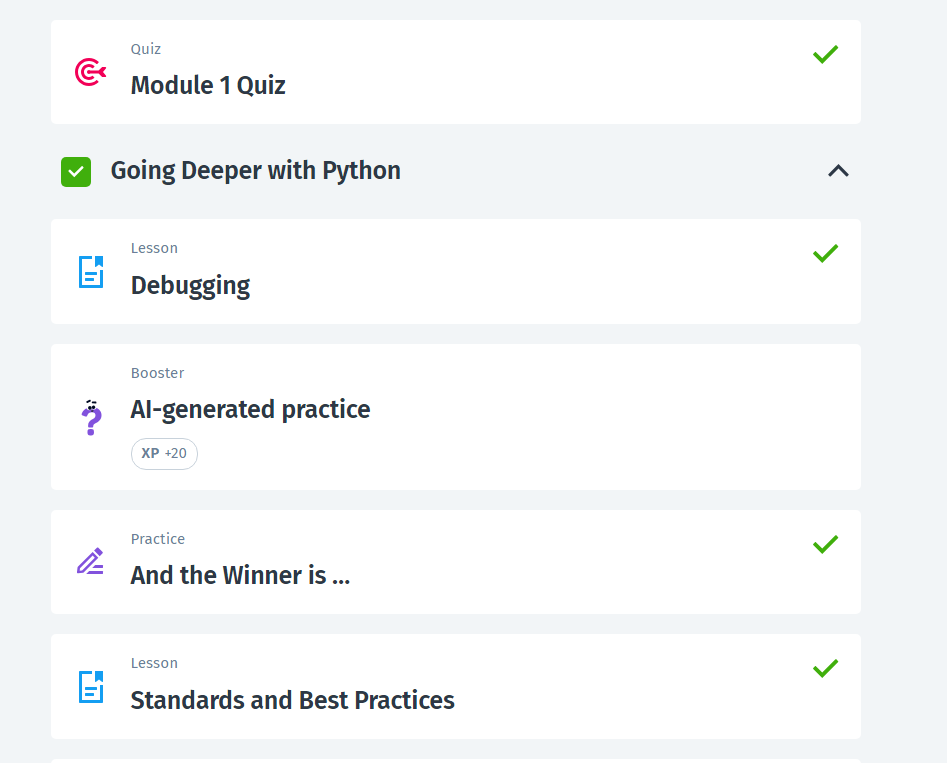 Quiz
Module 1 Quiz
Going Deeper with Python
Lesson
Debugging
Booster
AI-generated practice
XP +20
Practice
And the Winner is ...
Lesson
Standards and Best Practices